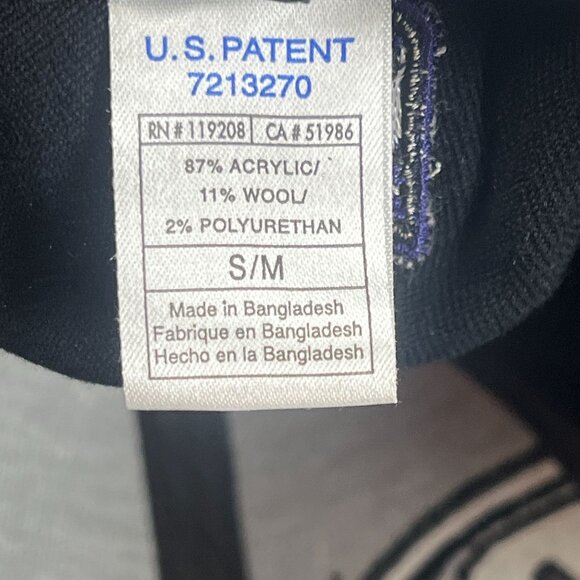 U.S. PATENT
7213270
RN # 119208 CA # 51986
87% ACRYLIC/
11% WOOL/
2% POLYURETHAN
S/M
Made in Bangladesh
Fabrique en Bangladesh
Hecho en la Bangladesh